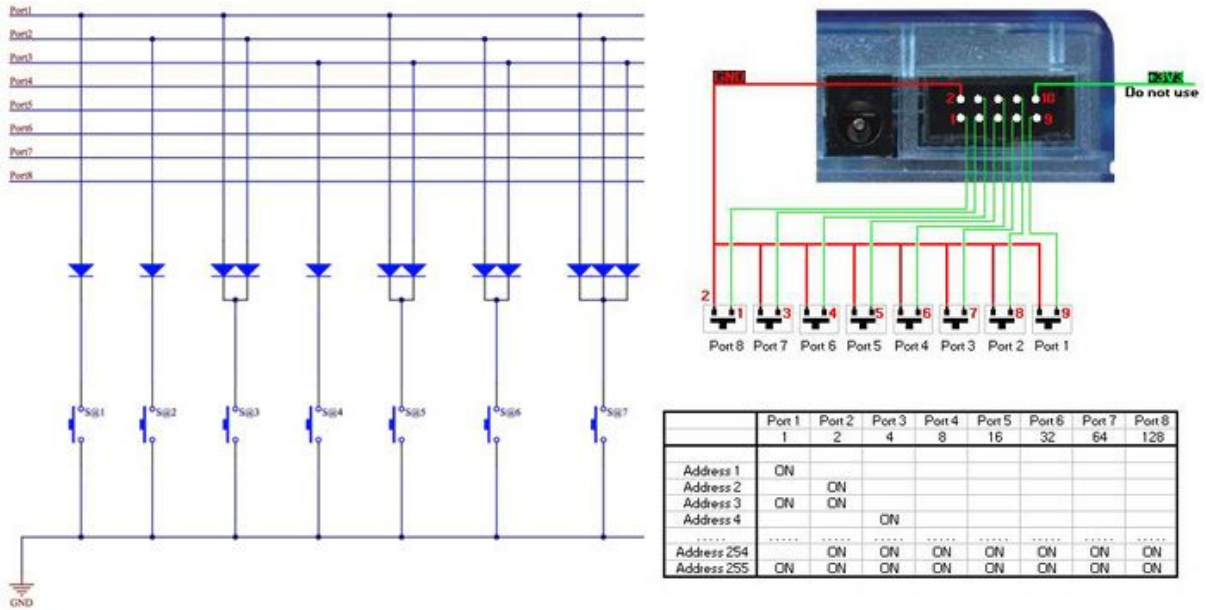 Port1
Port2
Port3
Port4
Port5
Port6
Port7
Port8
S@1
S@2
S@3
S@4
S@5
S@6
S@7
GND
GND
+3V3
Do not use
2 10
1 9
2
1 3 4 5 6 7 8 9
Port 8 Port 7 Port 6 Port 5 Port 4 Port 3 Port 2 Port 1
Port 1 Port 2 Port 3 Port 4 Port 5 Port 6 Port 7 Port 8
1 2 4 8 16 32 64 128
Address 1 ON
Address 2 ON
Address 3 ON ON
Address 4 ON
..... ..... ..... ..... ..... ..... ..... ..... .....
Address 254 ON ON ON ON ON ON ON
Address 255 ON ON ON ON ON ON ON ON